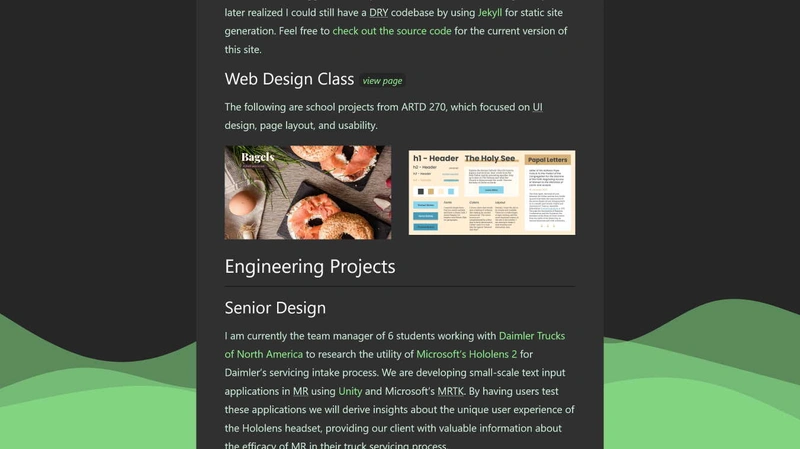 later realized I could still have a DRY codebase by using Jekyll for static site
generation. Feel free to check out the source code for the current version of
this site.
Web Design Class view page
The following are school projects from ARTD 270, which focused on UI
design, page layout, and usability.
Bagels
h1 - Header
The Holy See
Papal Letters
Engineering Projects
Senior Design
I am currently the team manager of 6 students working with Daimler Trucks
of North America to research the utility of Microsoft's Hololens 2 for
Daimler's servicing intake process. We are developing small-scale text input
applications in MR using Unity and Microsoft's MRTK. By having users test
these applications we will derive insights about the unique user experience of
the Hololens headset, providing our client with valuable information about
the efficacy of MR in their truck servicing process.